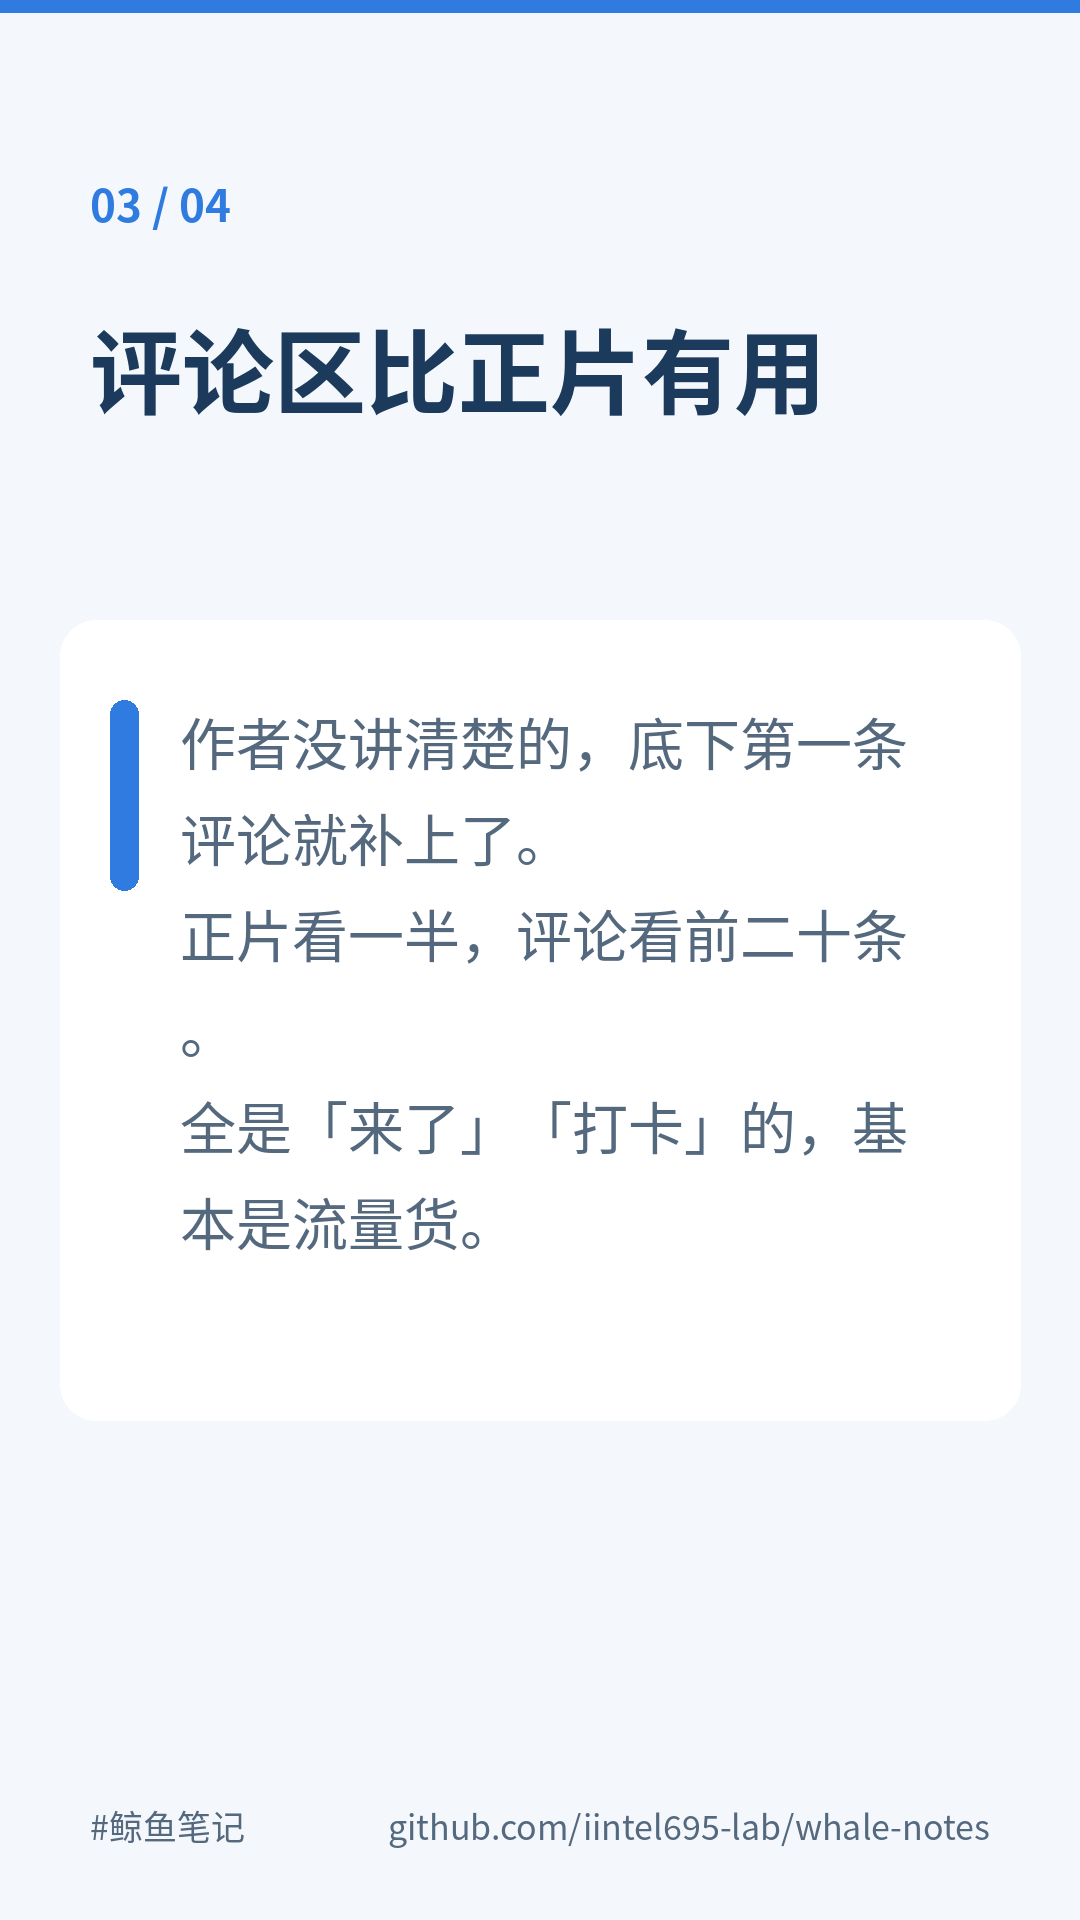 03 / 04
评论区比正片有用
作者没讲清楚的，底下第一条
评论就补上了。
正片看一半，评论看前二十条
。
全是「来了」「打卡」的，基
本是流量货。
#鲸鱼笔记
github.com/iintel695-lab/whale-notes